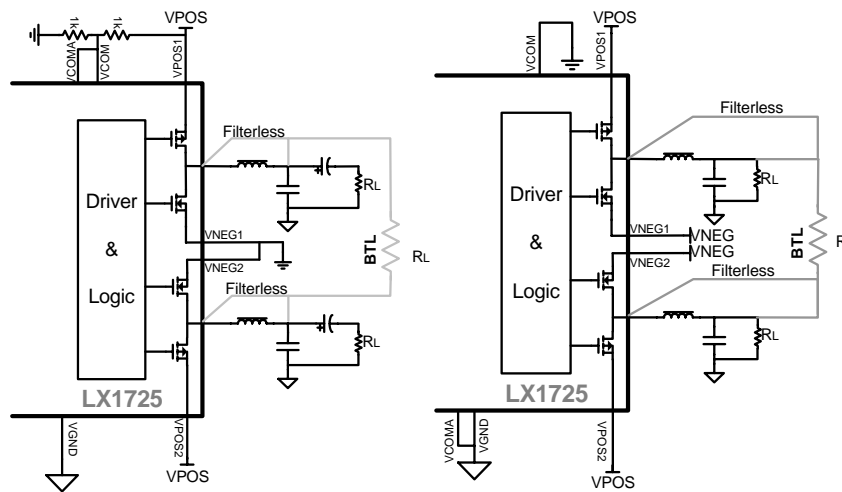 VPOS
1k
1k
VCOMA
VCOM
VPOS1
Filterless
Driver
&
Logic
RL
VNEG1
VNEG2
BTL
RL
Filterless
RL
LX1725
VGND
VPOS2
VPOS
VPOS
VCOM
VPOS1
Filterless
Driver
&
Logic
RL
VNEG1
VNEG
VNEG
VNEG2
BTL
R
Filterless
RL
LX1725
VCOMA
VGND
VPOS2
VPOS